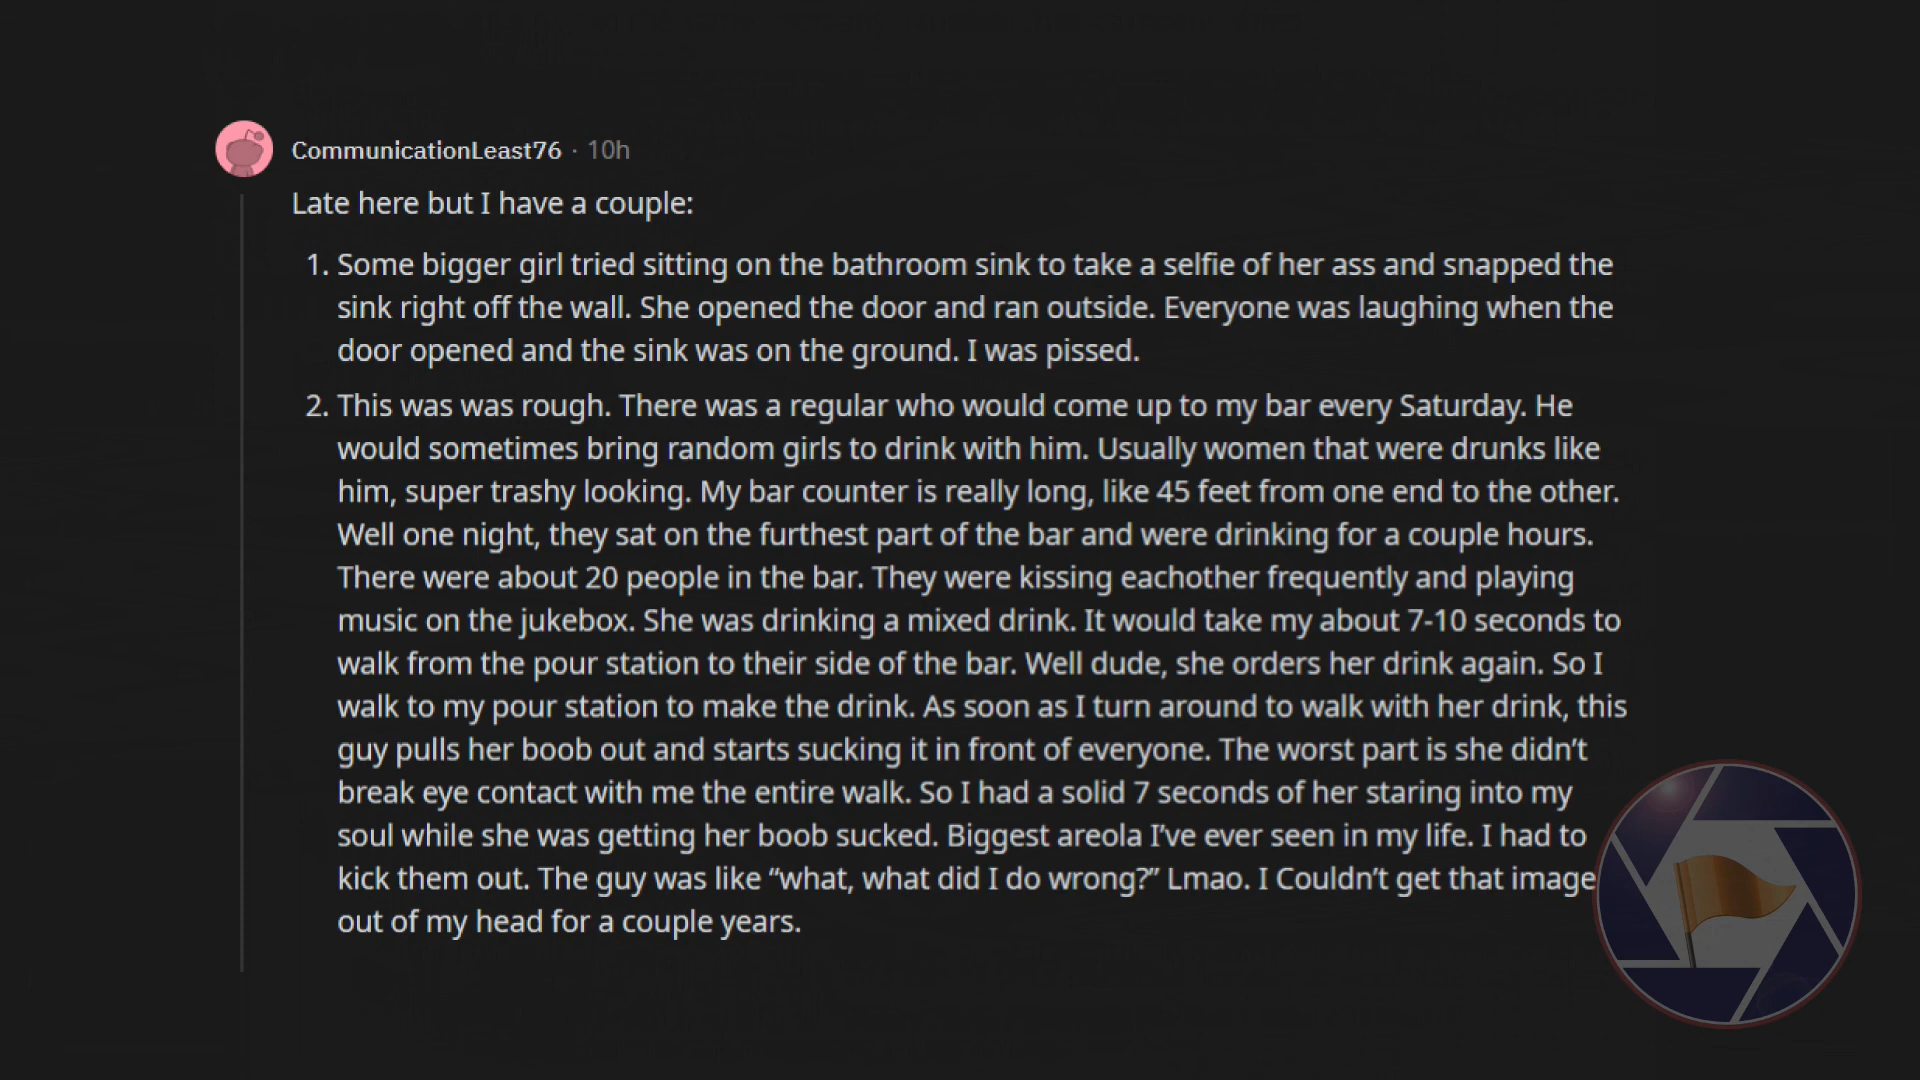 CommunicationLeast76 · 10h
Late here but I have a couple:
1. Some bigger girl tried sitting on the bathroom sink to take a selfie of her ass and snapped the
sink right off the wall. She opened the door and ran outside. Everyone was laughing when the
door opened and the sink was on the ground. I was pissed.
2. This was was rough. There was a regular who would come up to my bar every Saturday. He
would sometimes bring random girls to drink with him. Usually women that were drunks like
him, super trashy looking. My bar counter is really long, like 45 feet from one end to the other.
Well one night, they sat on the furthest part of the bar and were drinking for a couple hours.
There were about 20 people in the bar. They were kissing eachother frequently and playing
music on the jukebox. She was drinking a mixed drink. It would take my about 7-10 seconds to
walk from the pour station to their side of the bar. Well dude, she orders her drink again. So I
walk to my pour station to make the drink. As soon as I turn around to walk with her drink, this
guy pulls her boob out and starts sucking it in front of everyone. The worst part is she didn’t
break eye contact with me the entire walk. So I had a solid 7 seconds of her staring into my
soul while she was getting her boob sucked. Biggest areola I’ve ever seen in my life. I had to
kick them out. The guy was like “what, what did I do wrong?” Lmao. I Couldn’t get that image
out of my head for a couple years.